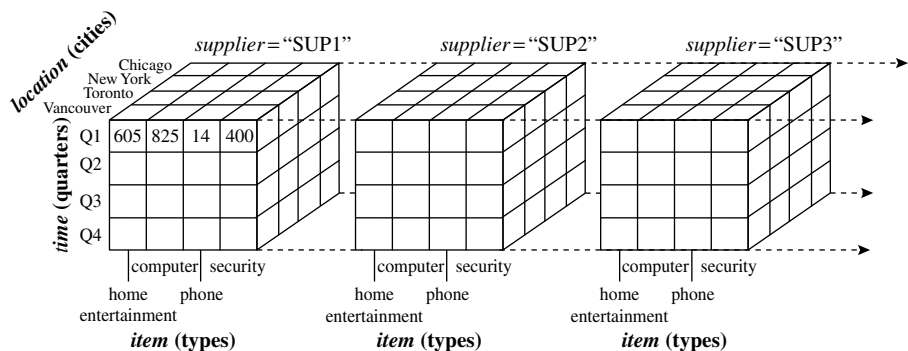 supplier = “SUP1”
supplier = “SUP2”
supplier = “SUP3”
location (cities)
Chicago
New York
Toronto
Vancouver
time (quarters)
Q1 605 825 14 400
Q2
Q3
Q4
computer security
home phone
entertainment
item (types)
computer security
home phone
entertainment
item (types)
computer security
home phone
entertainment
item (types)